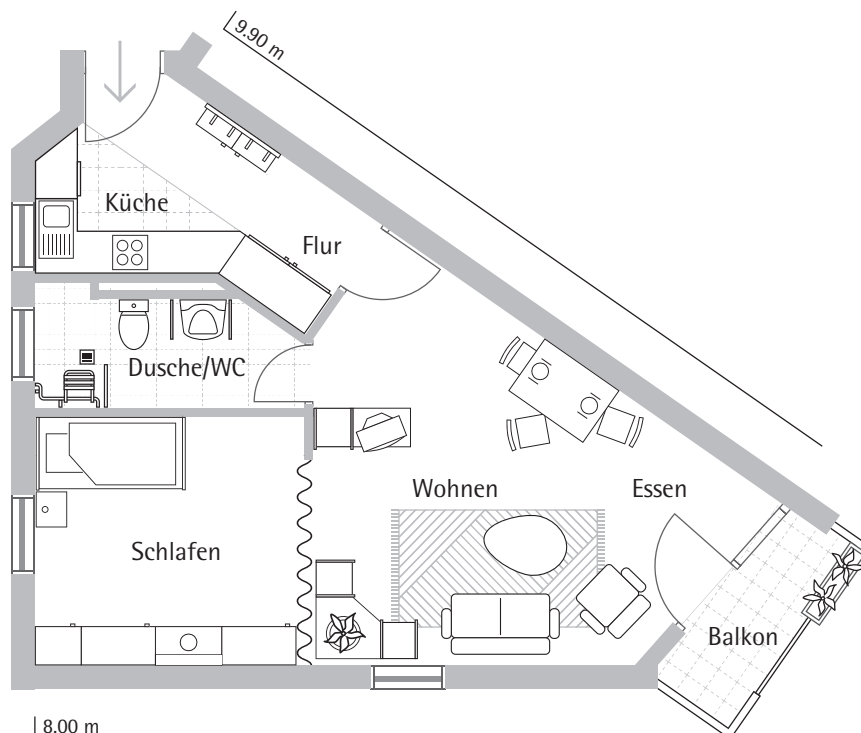 9.90 m
Küche
Flur
Dusche/WC
Wohnen
Essen
Schlafen
Balkon
8.00 m